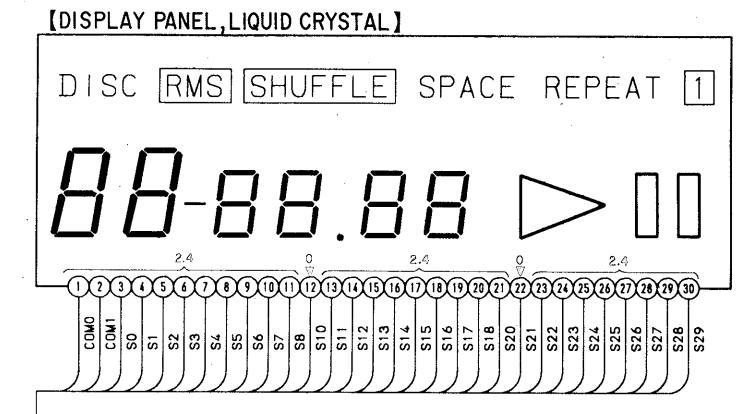 【DISPLAY PANEL,LIQUID CRYSTAL】
DISC RMS SHUFFLE SPACE REPEAT 1
88-88.88
2.4 0 2.4 0 2.4
1 2 3 4 5 6 7 8 9 10 11 12 13 14 15 16 17 18 19 20 21 22 23 24 25 26 27 28 29 30
COM0 COM1 S0 S1 S2 S3 S4 S5 S6 S7 S8 S10 S11 S12 S13 S14 S15 S16 S17 S18 S20 S21 S22 S23 S24 S25 S26 S27 S28 S29